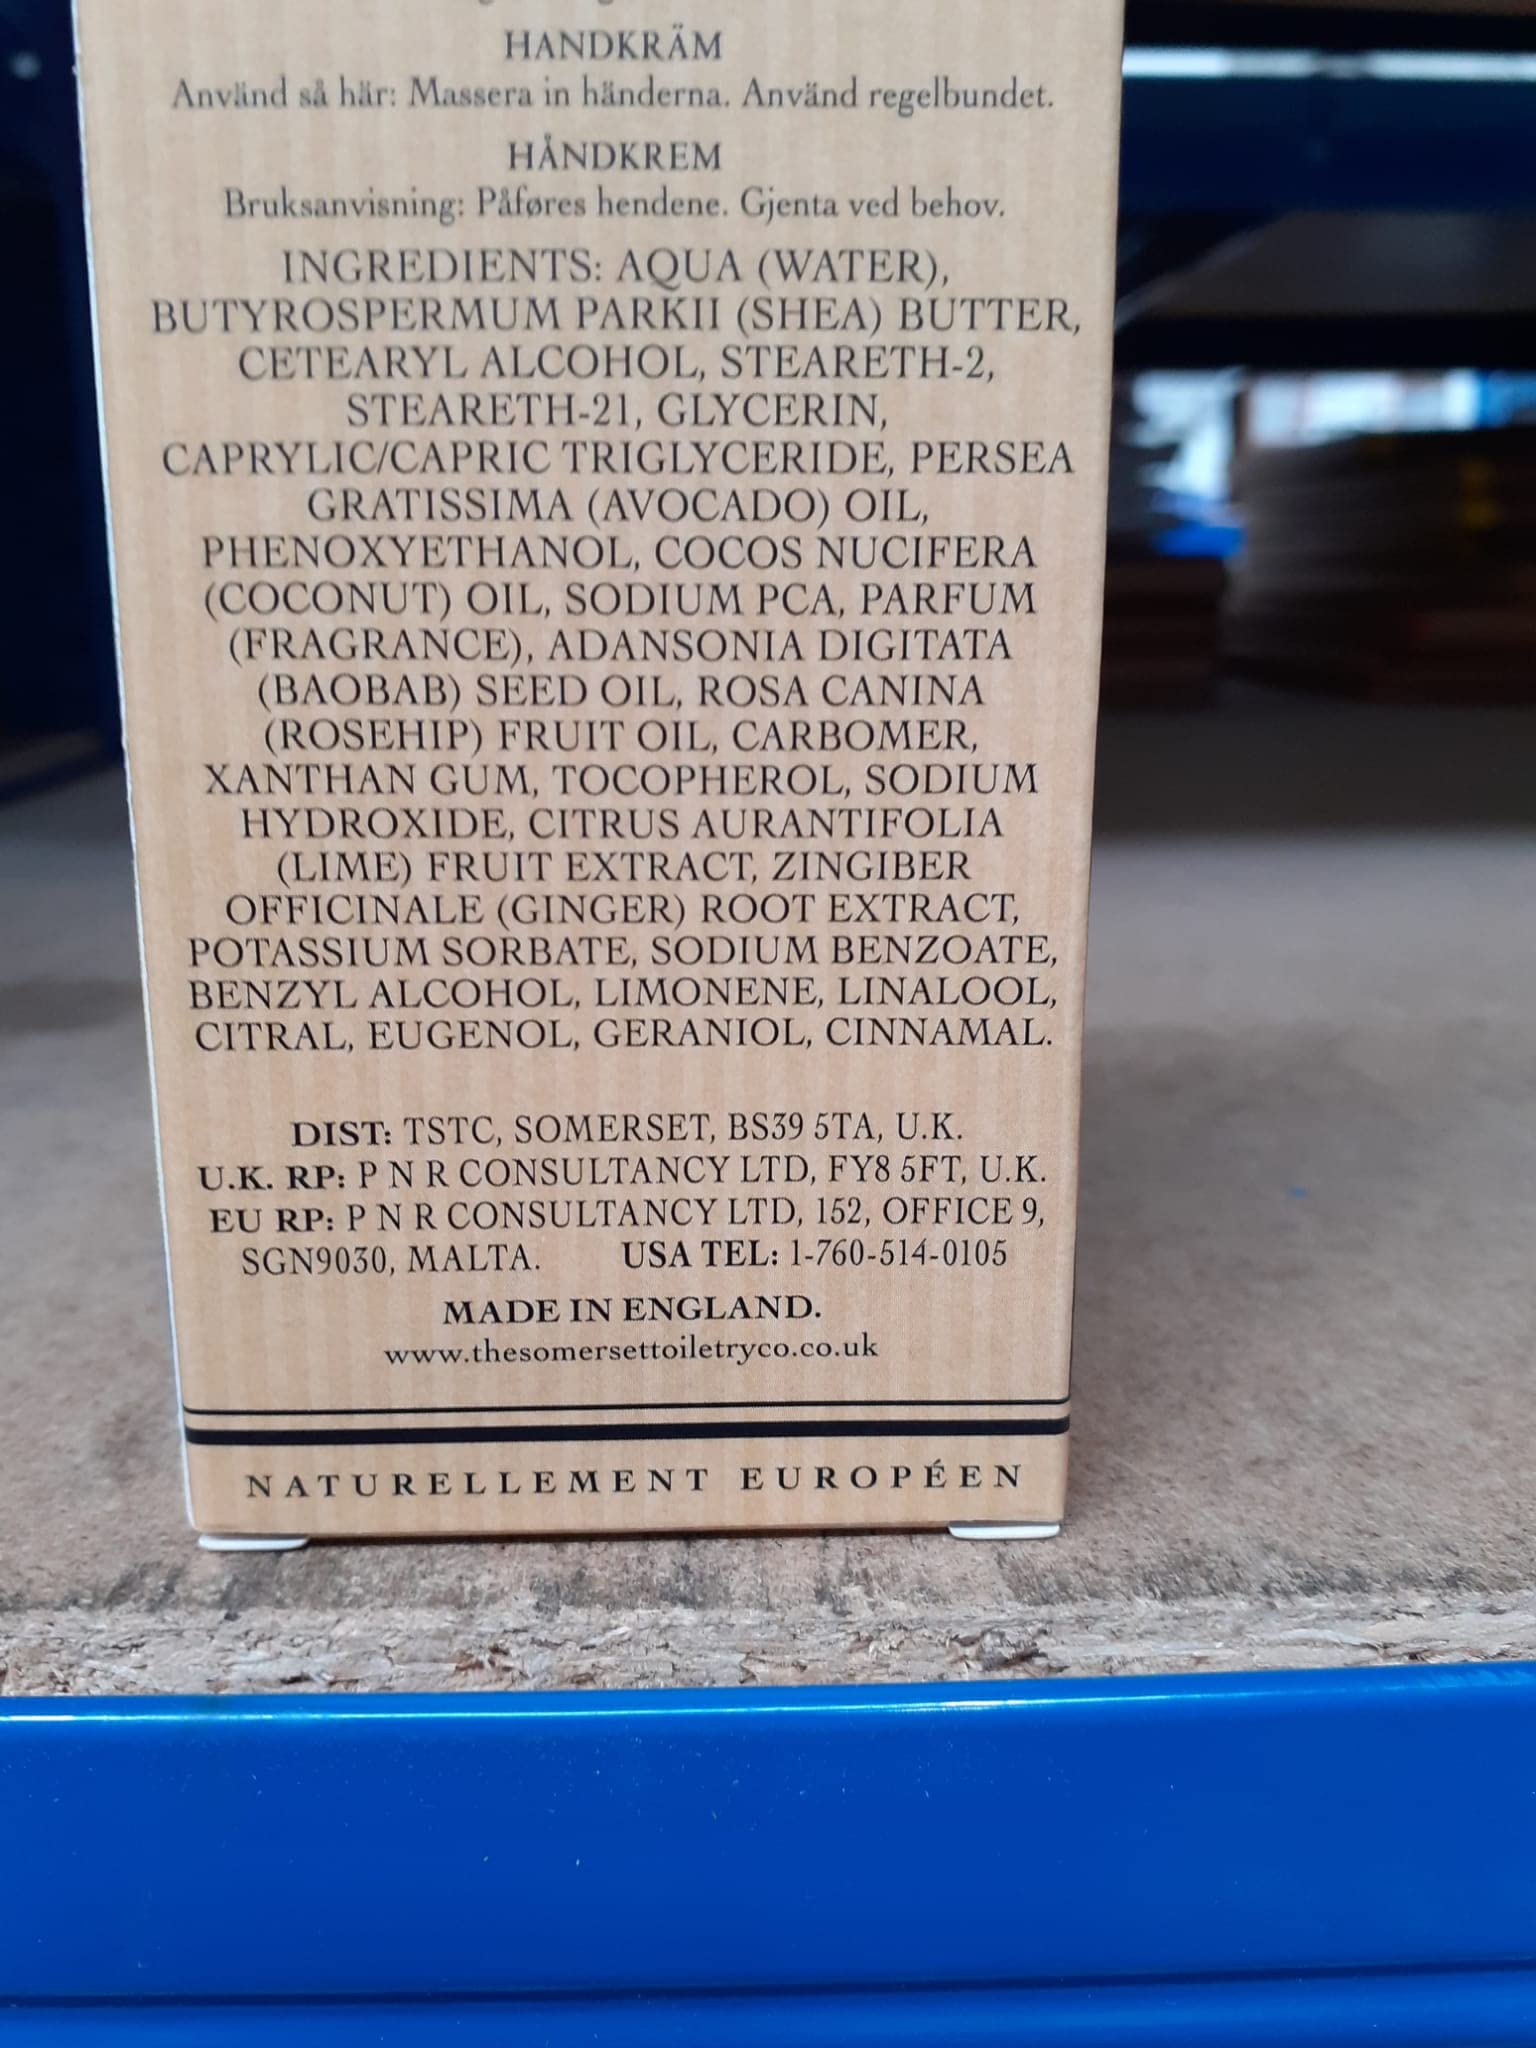 HANDKRÄM
Använd så här: Massera in händerna. Använd regelbundet.
HÅNDKREM
Bruksanvisning: Påføres hendene. Gjenta ved behov.
INGREDIENTS: AQUA (WATER),
BUTYROSPERMUM PARKII (SHEA) BUTTER,
CETEARYL ALCOHOL, STEARETH-2,
STEARETH-21, GLYCERIN,
CAPRYLIC/CAPRIC TRIGLYCERIDE, PERSEA
GRATISSIMA (AVOCADO) OIL,
PHENOXYETHANOL, COCOS NUCIFERA
(COCONUT) OIL, SODIUM PCA, PARFUM
(FRAGRANCE), ADANSONIA DIGITATA
(BAOBAB) SEED OIL, ROSA CANINA
(ROSEHIP) FRUIT OIL, CARBOMER,
XANTHAN GUM, TOCOPHEROL, SODIUM
HYDROXIDE, CITRUS AURANTIFOLIA
(LIME) FRUIT EXTRACT, ZINGIBER
OFFICINALE (GINGER) ROOT EXTRACT,
POTASSIUM SORBATE, SODIUM BENZOATE,
BENZYL ALCOHOL, LIMONENE, LINALOOL,
CITRAL, EUGENOL, GERANIOL, CINNAMAL.
DIST: TSTC, SOMERSET, BS39 5TA, U.K.
U.K. RP: P N R CONSULTANCY LTD, FY8 5FT, U.K.
EU RP: P N R CONSULTANCY LTD, 152, OFFICE 9,
SGN9030, MALTA. USA TEL: 1-760-514-0105
MADE IN ENGLAND.
www.thesomersettoiletryco.co.uk
NATURELLEMENT EUROPÉEN